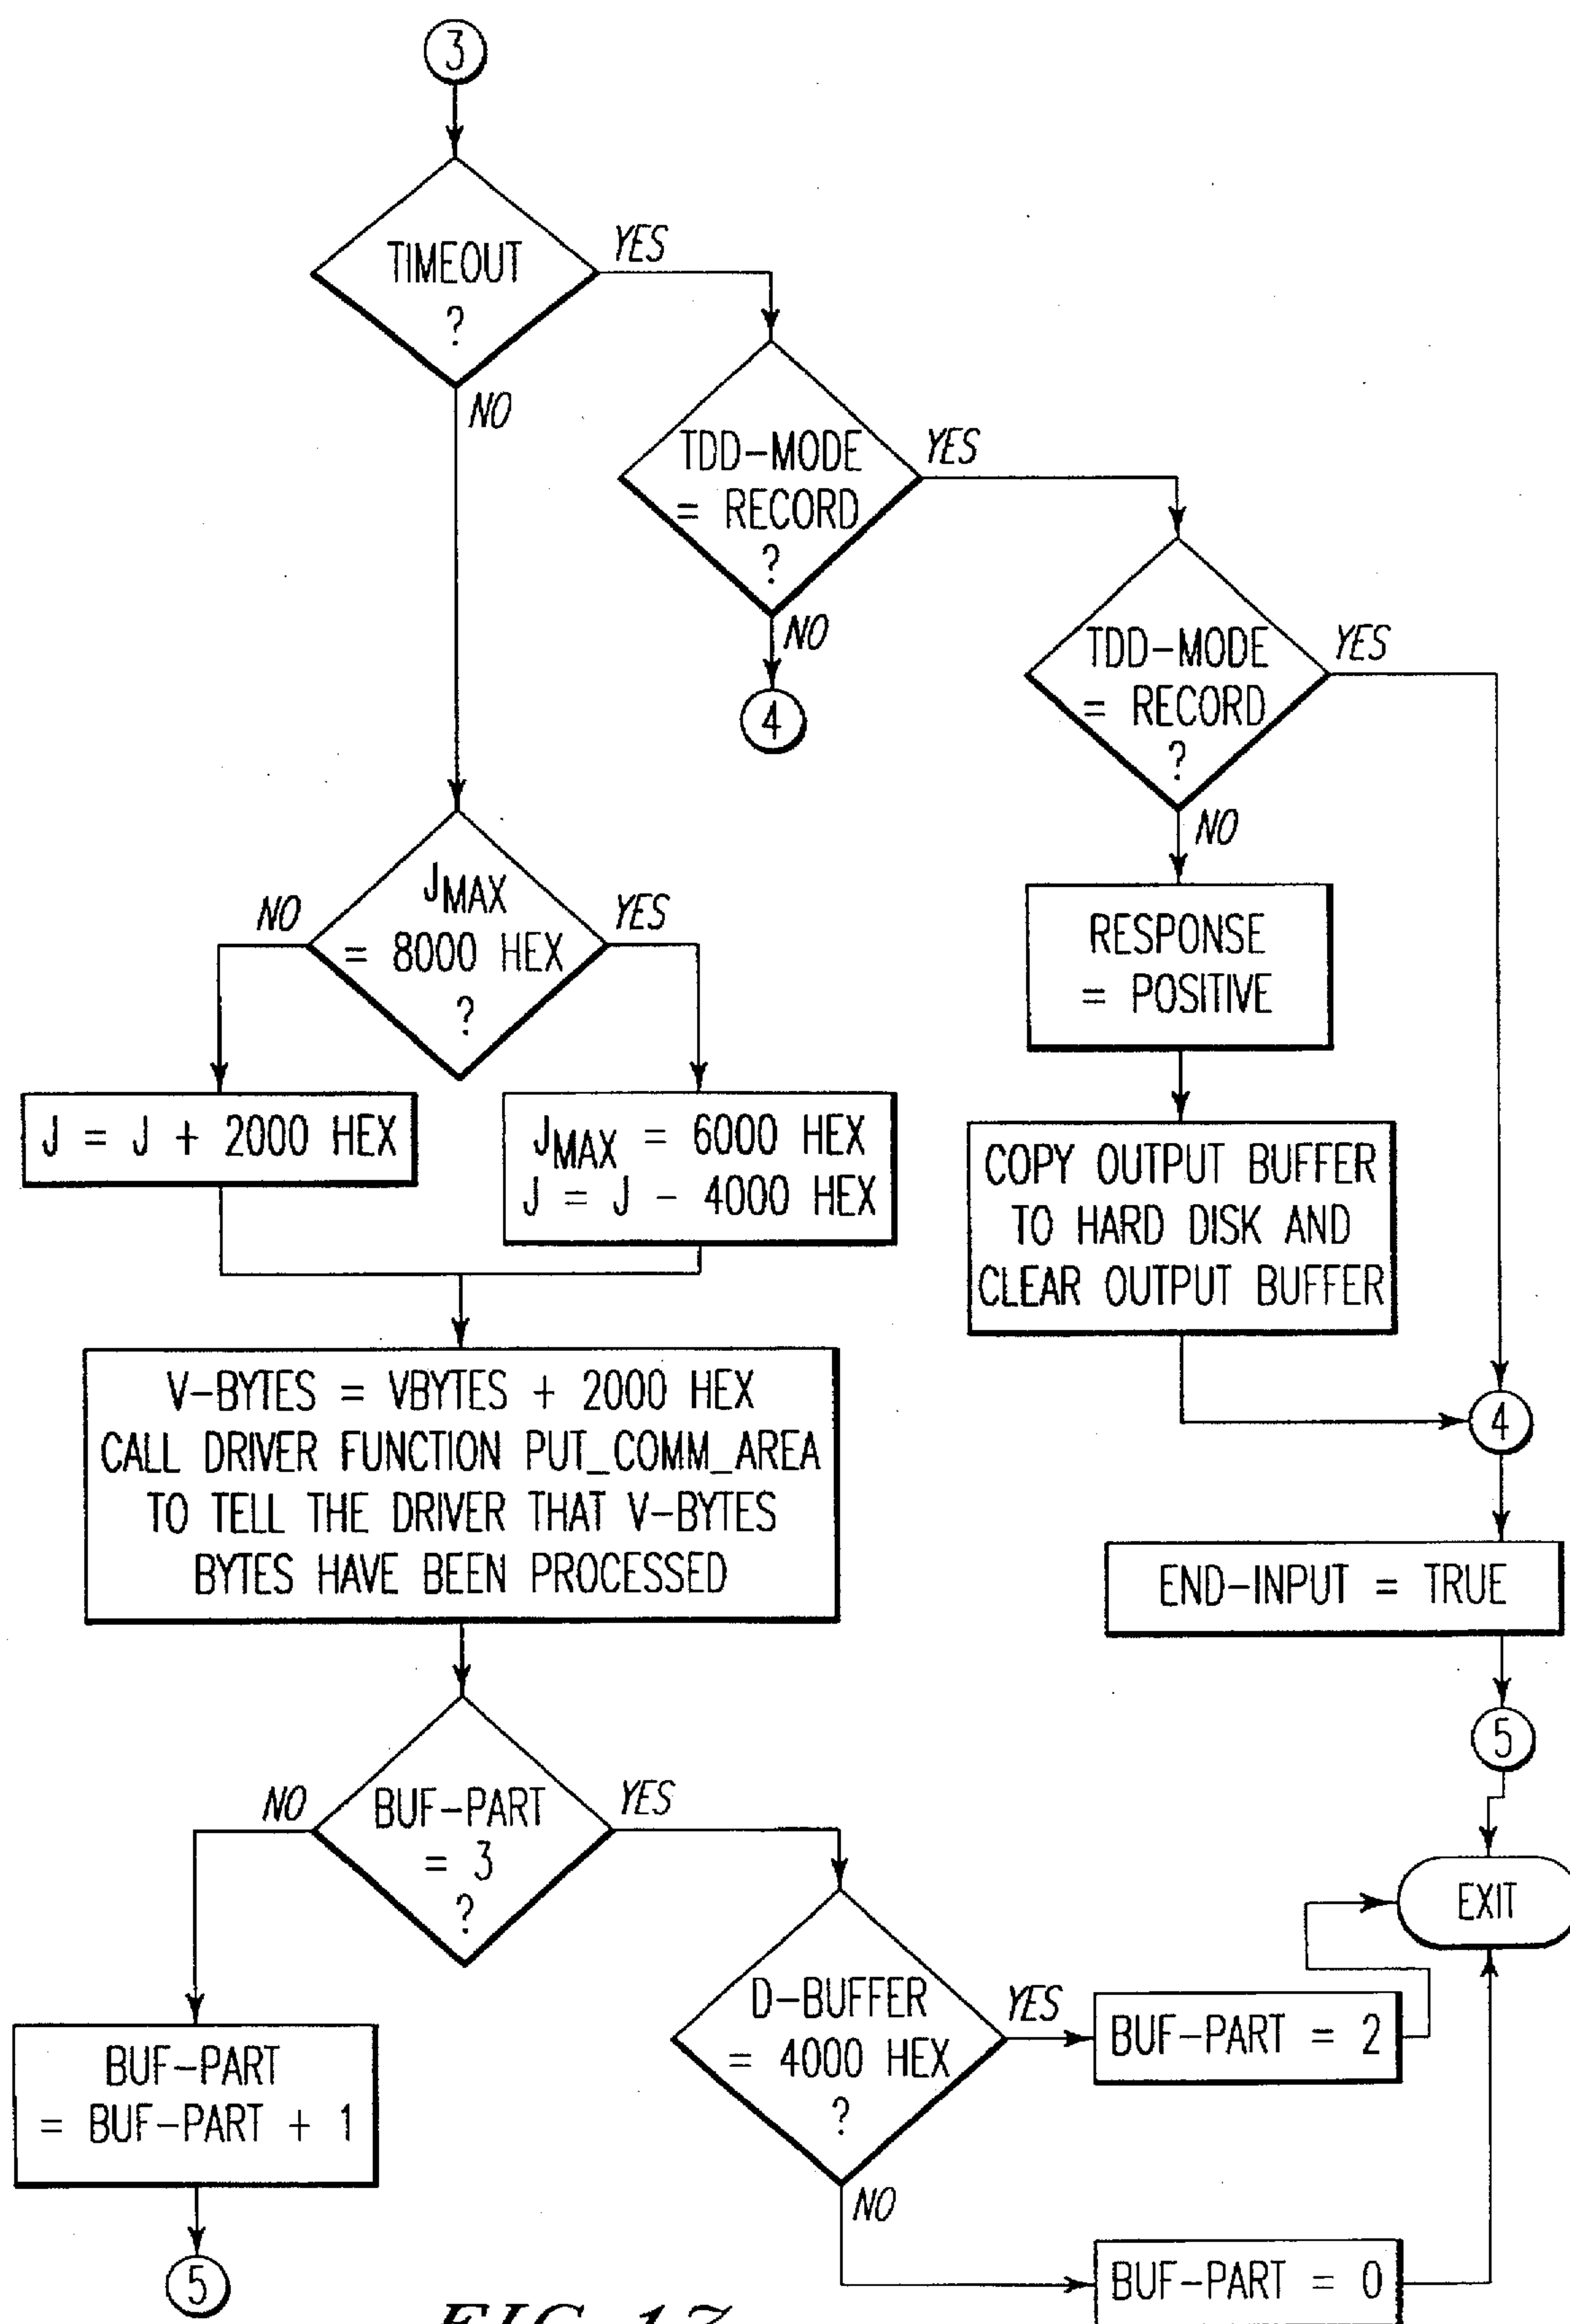 3
TIMEOUT
?
YES
NO
TDD-MODE
= RECORD
?
YES
NO
4
TDD-MODE
= RECORD
?
YES
NO
RESPONSE
= POSITIVE
COPY OUTPUT BUFFER
TO HARD DISK AND
CLEAR OUTPUT BUFFER
4
END-INPUT = TRUE
5
EXIT
JMAX
= 8000 HEX
?
NO
YES
J = J + 2000 HEX
JMAX = 6000 HEX
J = J - 4000 HEX
V-BYTES = VBYTES + 2000 HEX
CALL DRIVER FUNCTION PUT_COMM_AREA
TO TELL THE DRIVER THAT V-BYTES
BYTES HAVE BEEN PROCESSED
BUF-PART
= 3
?
NO
YES
BUF-PART
= BUF-PART + 1
5
D-BUFFER
= 4000 HEX
?
YES
NO
BUF-PART = 2
BUF-PART = 0
FIG. 17